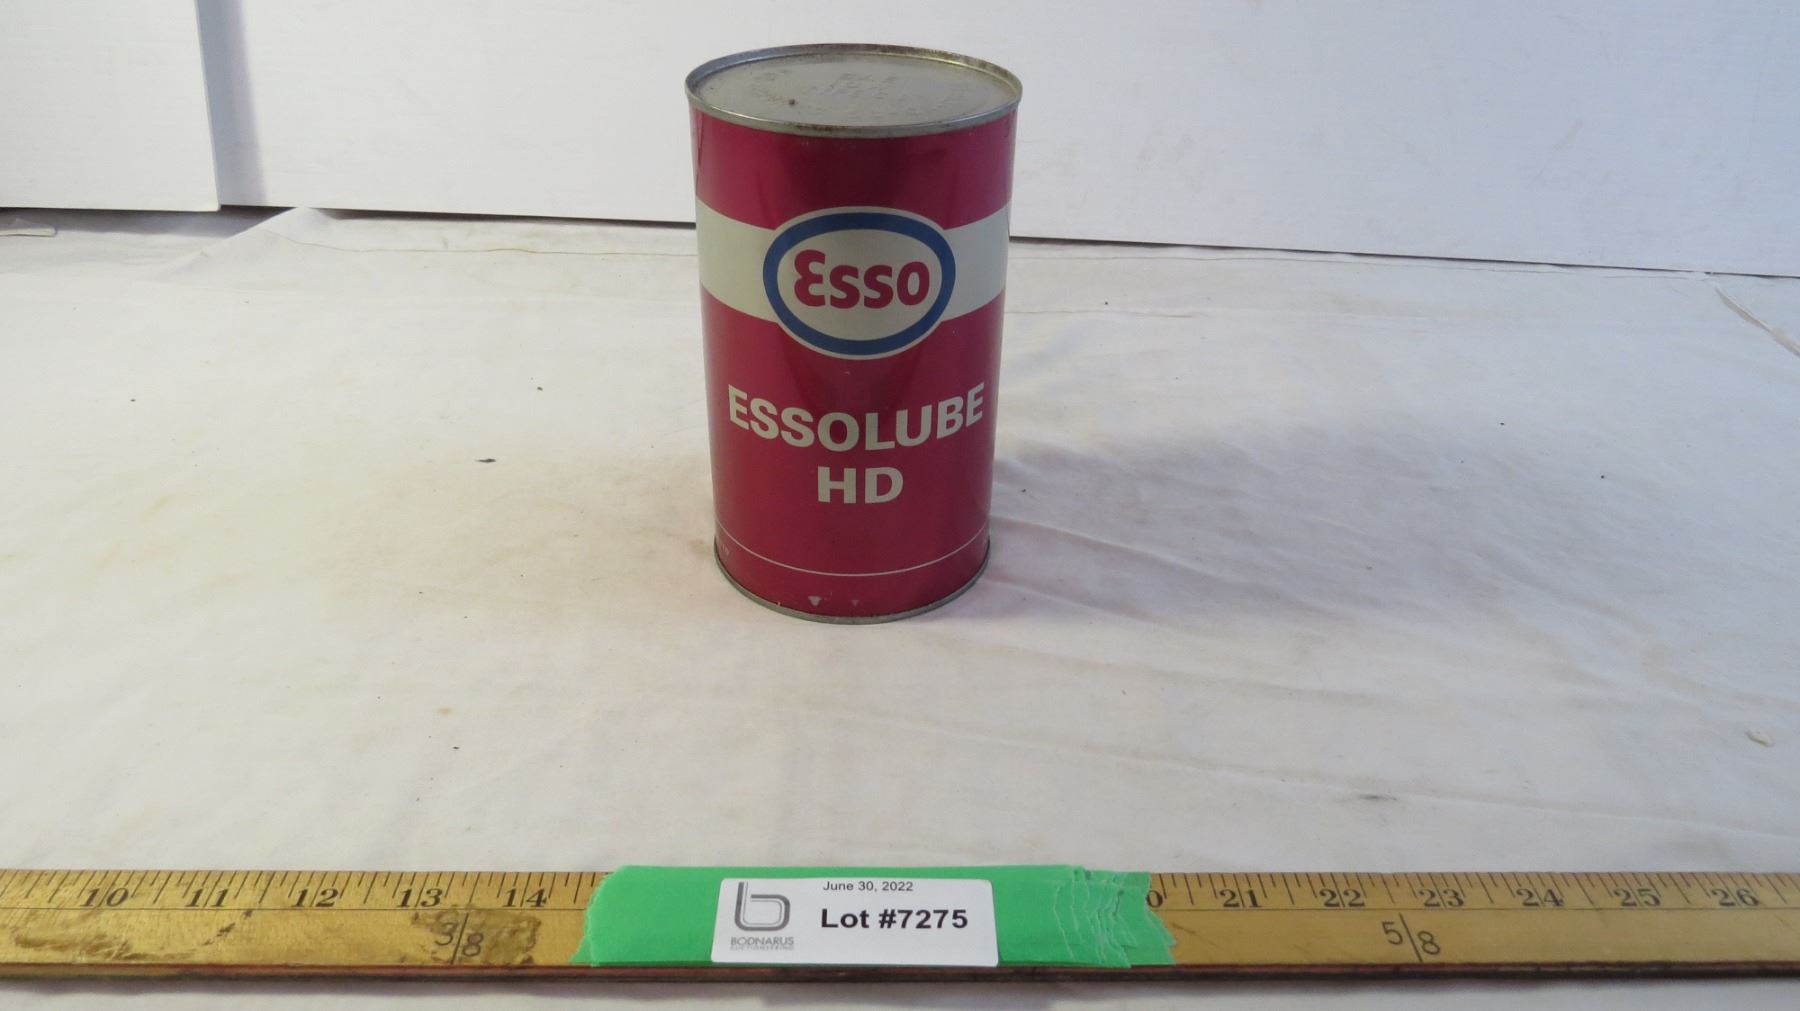 Esso
ESSOLUBE
HD
10 11 12 13 14 0 21 22 23 24 25 26
3/8 5/8
June 30, 2022
Lot #7275
BODNARUS
AUCTIONEERING